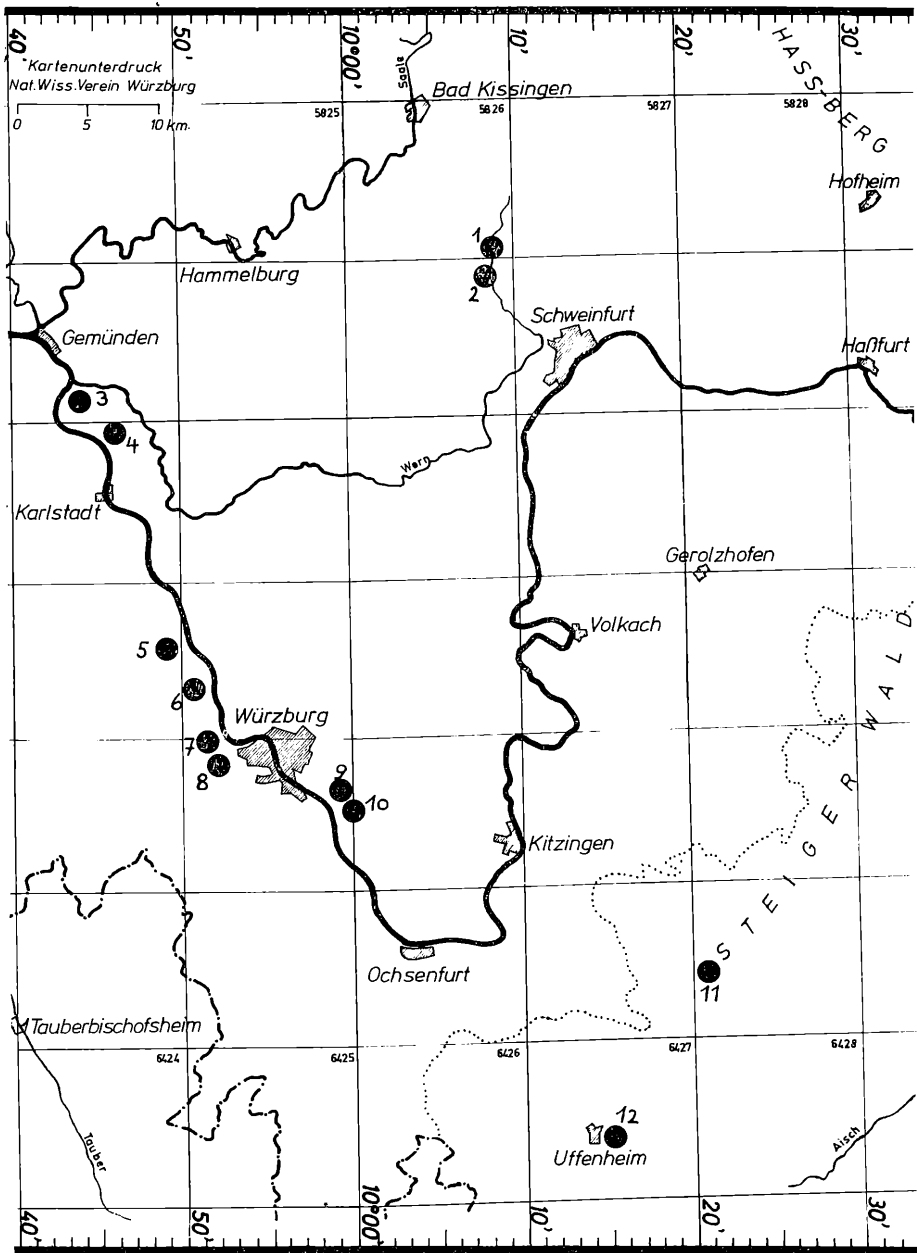 40'
50'
10°00'
10'
20'
30'
Kartenunterdruck
Nat.Wiss.Verein Würzburg
0 5 10 km.
Saale
Bad Kissingen
HASS-BERG
5825
5826
5827
5828
Hofheim
1
2
Hammelburg
Schweinfurt
Gemünden
Haßfurt
3
4
Wern
Karlstadt
Gerolzhofen
5
Volkach
6
Würzburg
7
8
9
10
Kitzingen
STEIGERWALD
11
Ochsenfurt
Tauberbischofsheim
6424
6425
6426
6427
6428
12
Uffenheim
Tauber
Aisch
40'
50'
10°00'
10'
20'
30'